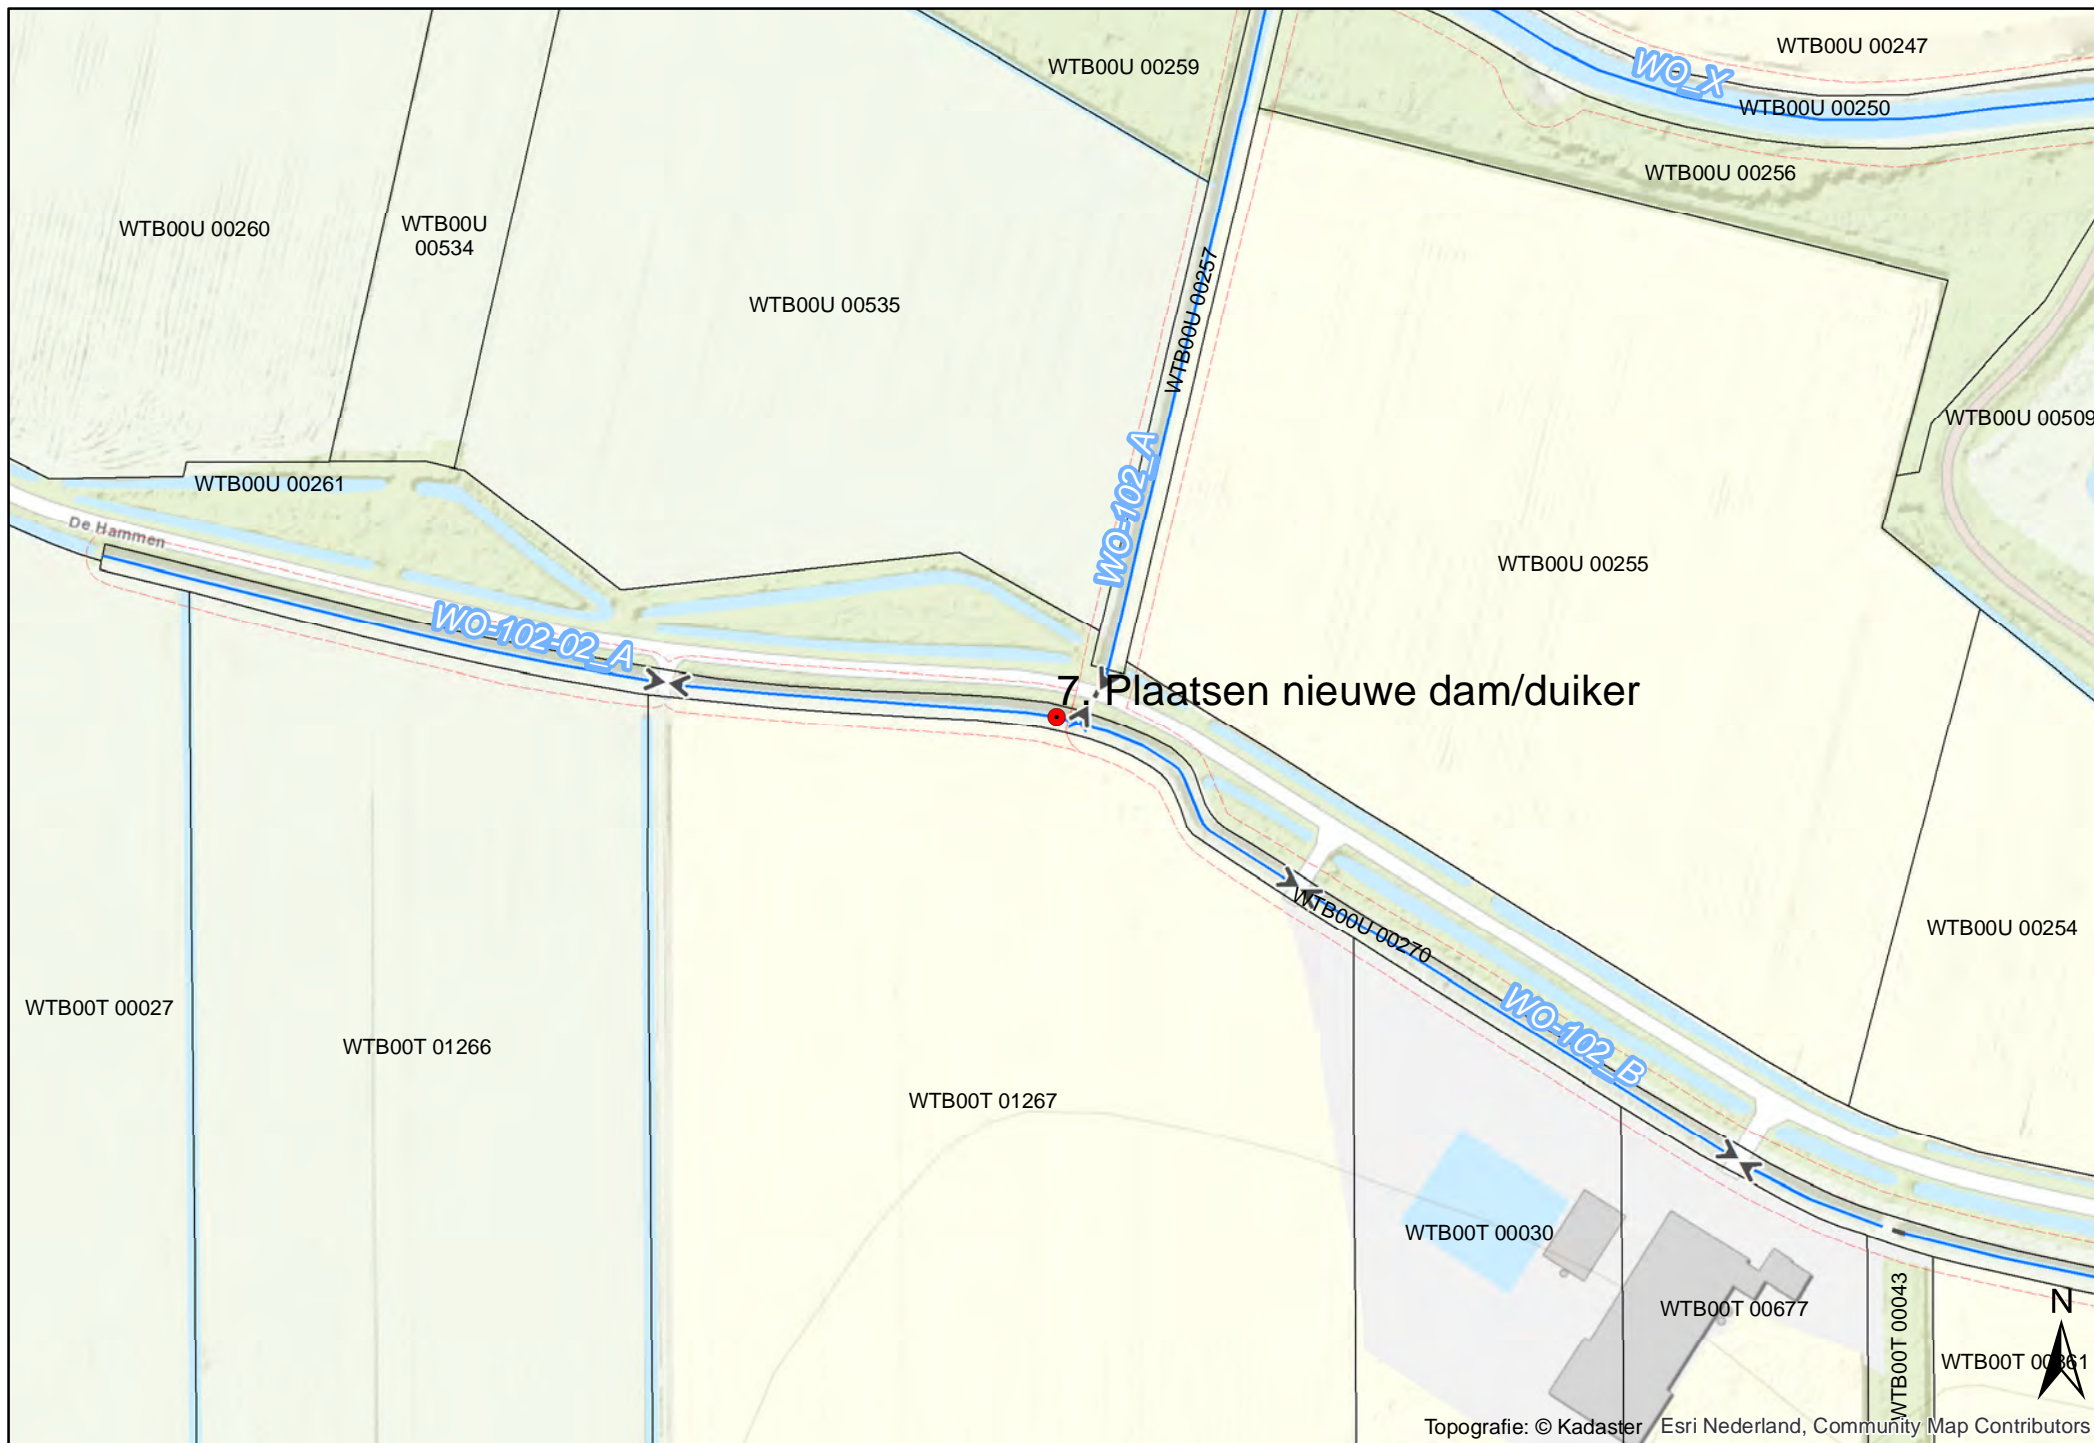 WTB00U 00247
WTB00U 00259
WO_X
WTB00U 00250
WTB00U 00256
WTB00U 00260
WTB00U
00534
WTB00U 00535
WTB00U 00257
WTB00U 00509
WTB00U 00261
De Hammen
WO-102_A
WTB00U 00255
WO-102-02_A
7. Plaatsen nieuwe dam/duiker
WTB00U 00270
WTB00U 00254
WTB00T 00027
WTB00T 01266
WO-102_B
WTB00T 01267
WTB00T 00030
WTB00T 00677
WTB00T 00043
N
WTB00T 00361
Topografie: © Kadaster
Esri Nederland, Community Map Contributors